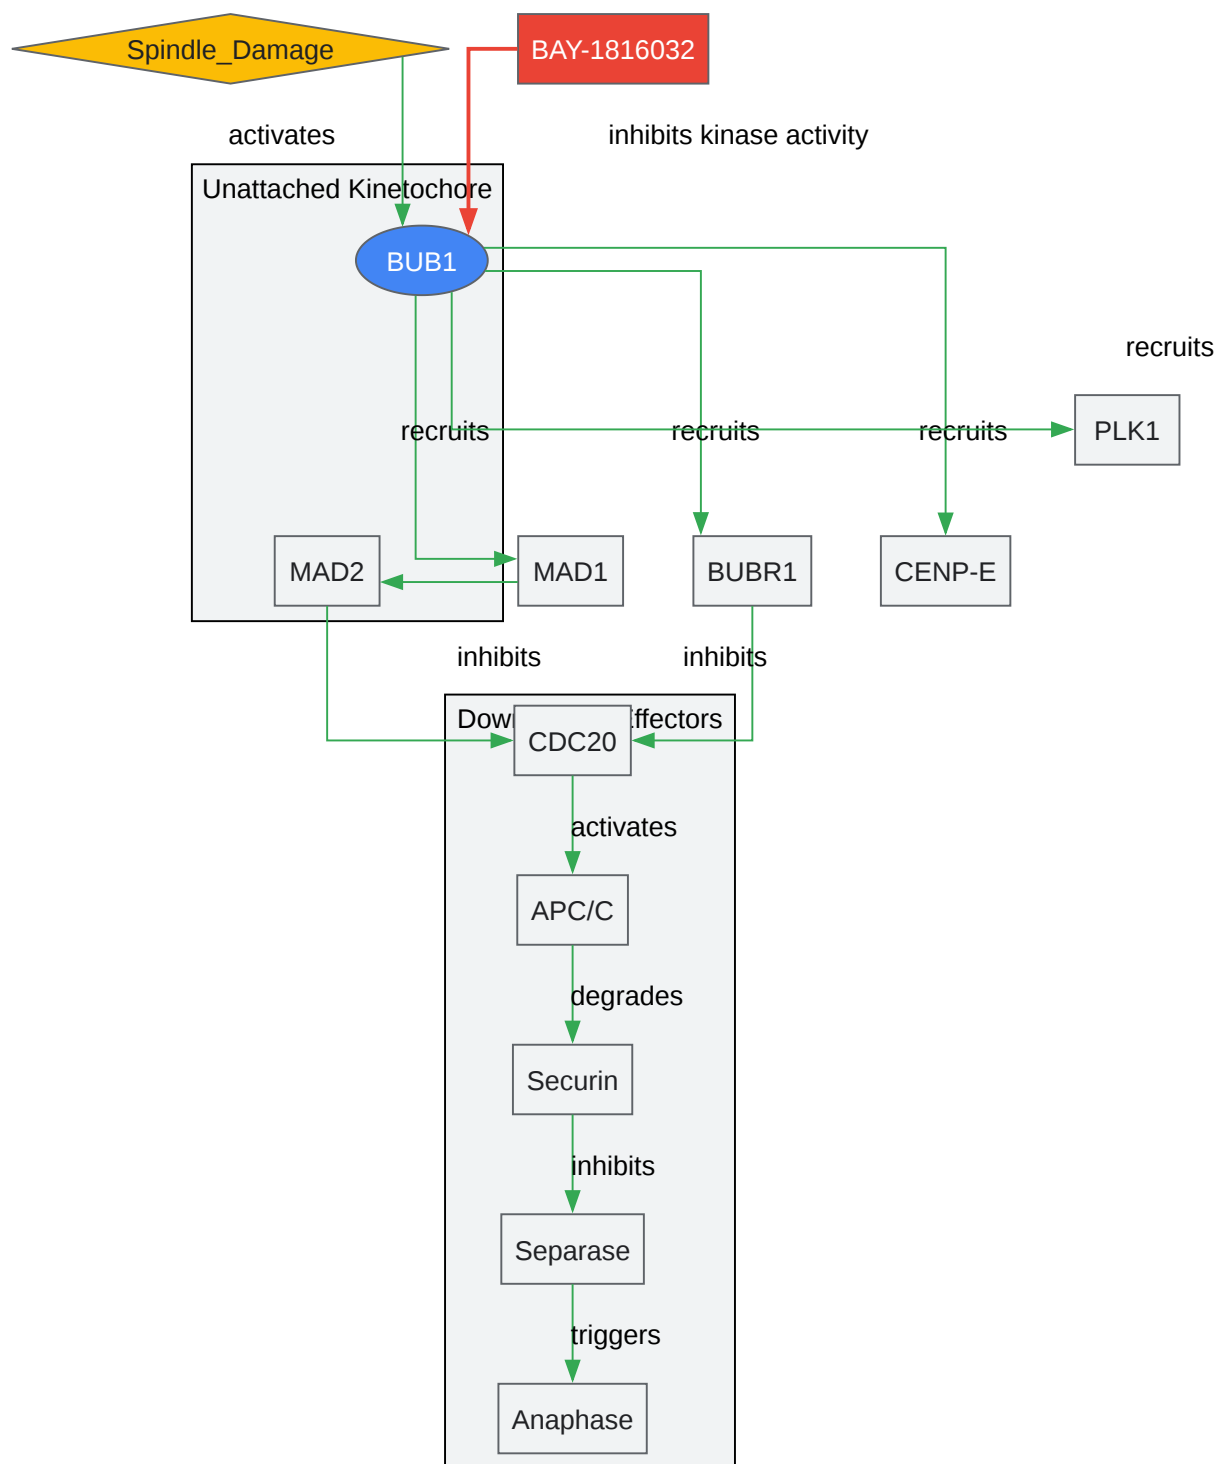 Spindle_Damage
BAY-1816032
activates
inhibits kinase activity
Unattached Kinetochore
BUB1
recruits
recruits
recruits
recruits
PLK1
MAD2
MAD1
BUBR1
CENP-E
inhibits
inhibits
ffectors
CDC20
activates
APC/C
degrades
Securin
inhibits
Separase
triggers
Anaphase